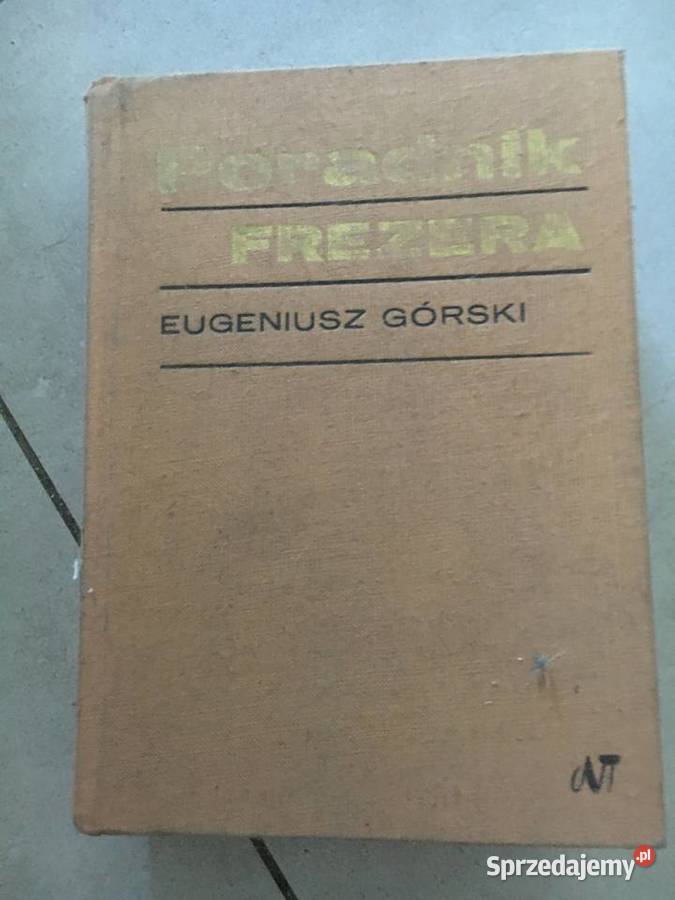 Poradnik
FREZERA
EUGENIUSZ GÓRSKI
WNT
Sprzedajemy.pl